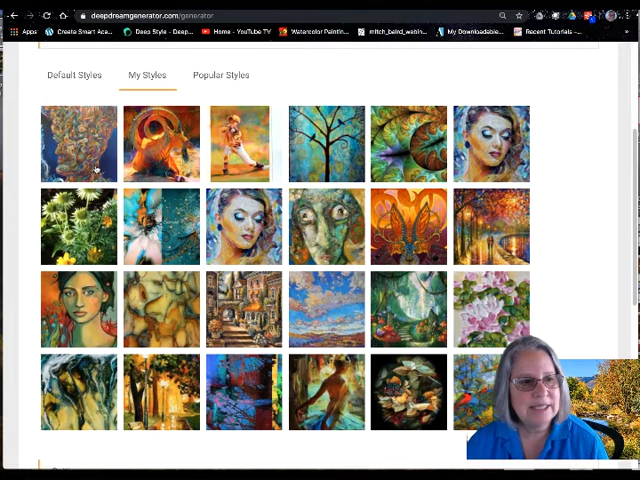 deepdreamgenerator.com/generator
Apps Create Smart Aca... Deep Style - Deep... Home - YouTube TV 'Watercolor Paintin... mitch_baird_webin... My Downloadable... Recent Tutorials –...
Default Styles My Styles Popular Styles